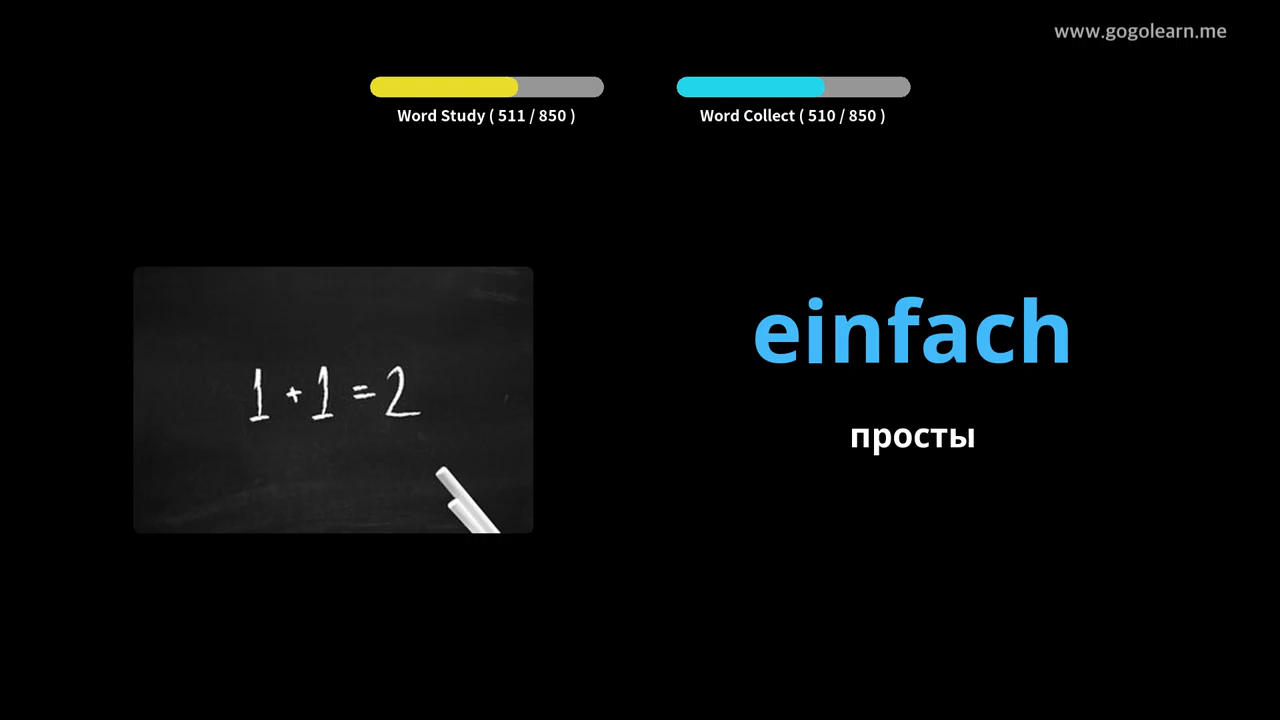 www.gogolearn.me
Word Study ( 511 / 850 )
Word Collect ( 510 / 850 )
1 + 1 = 2
einfach
просты